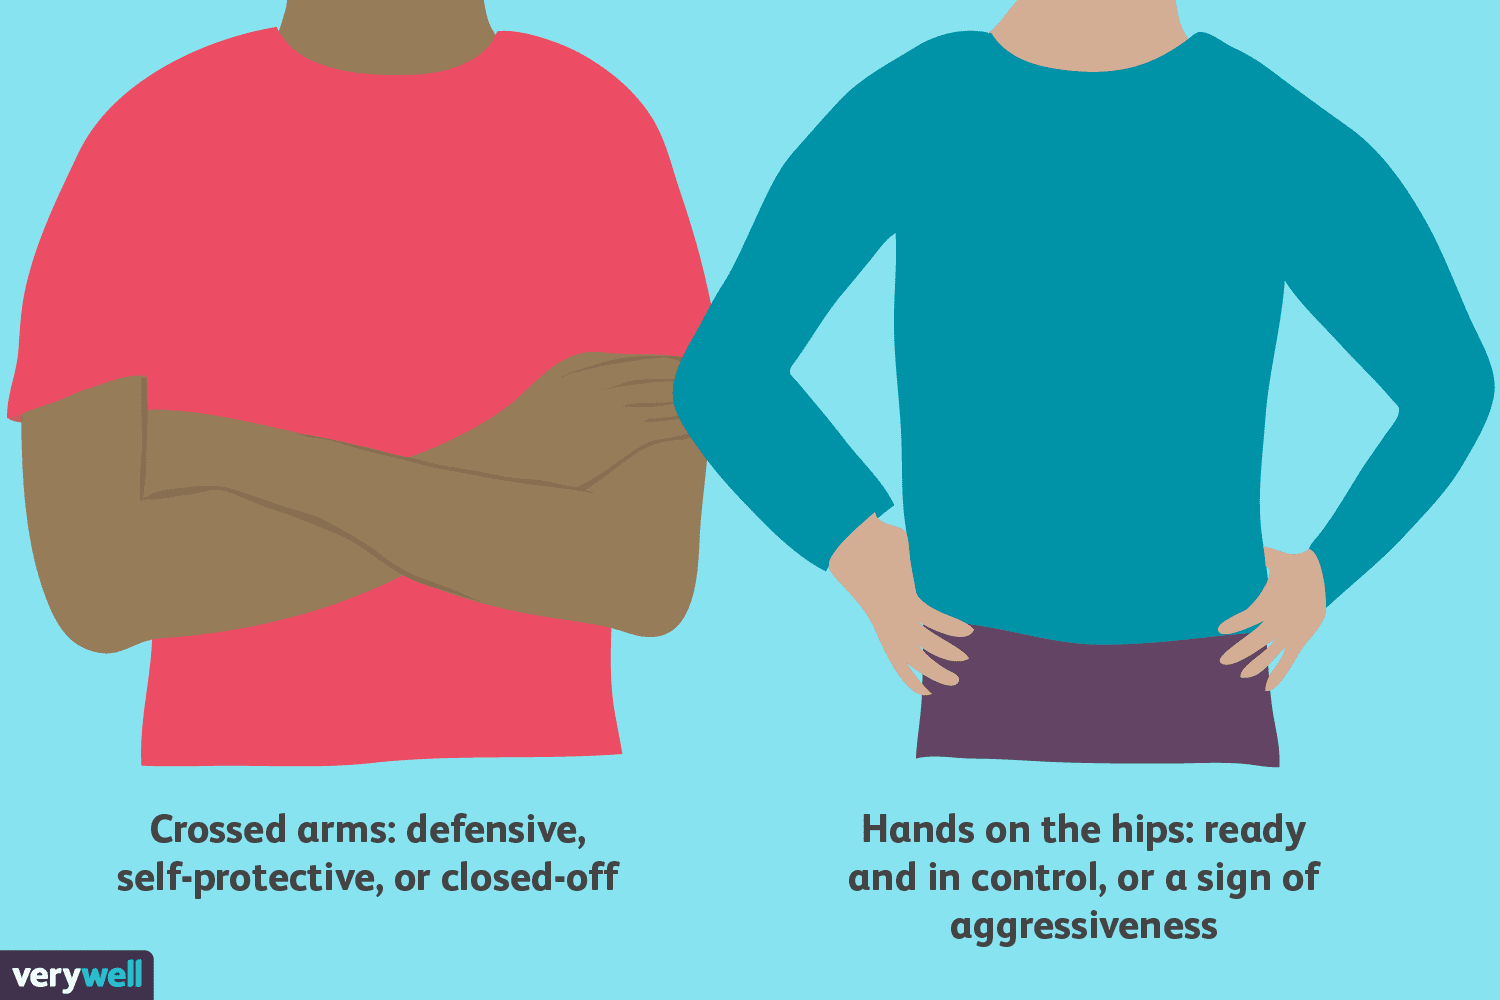 Crossed arms: defensive,
self-protective, or closed-off
Hands on the hips: ready
and in control, or a sign of
aggressiveness
verywell